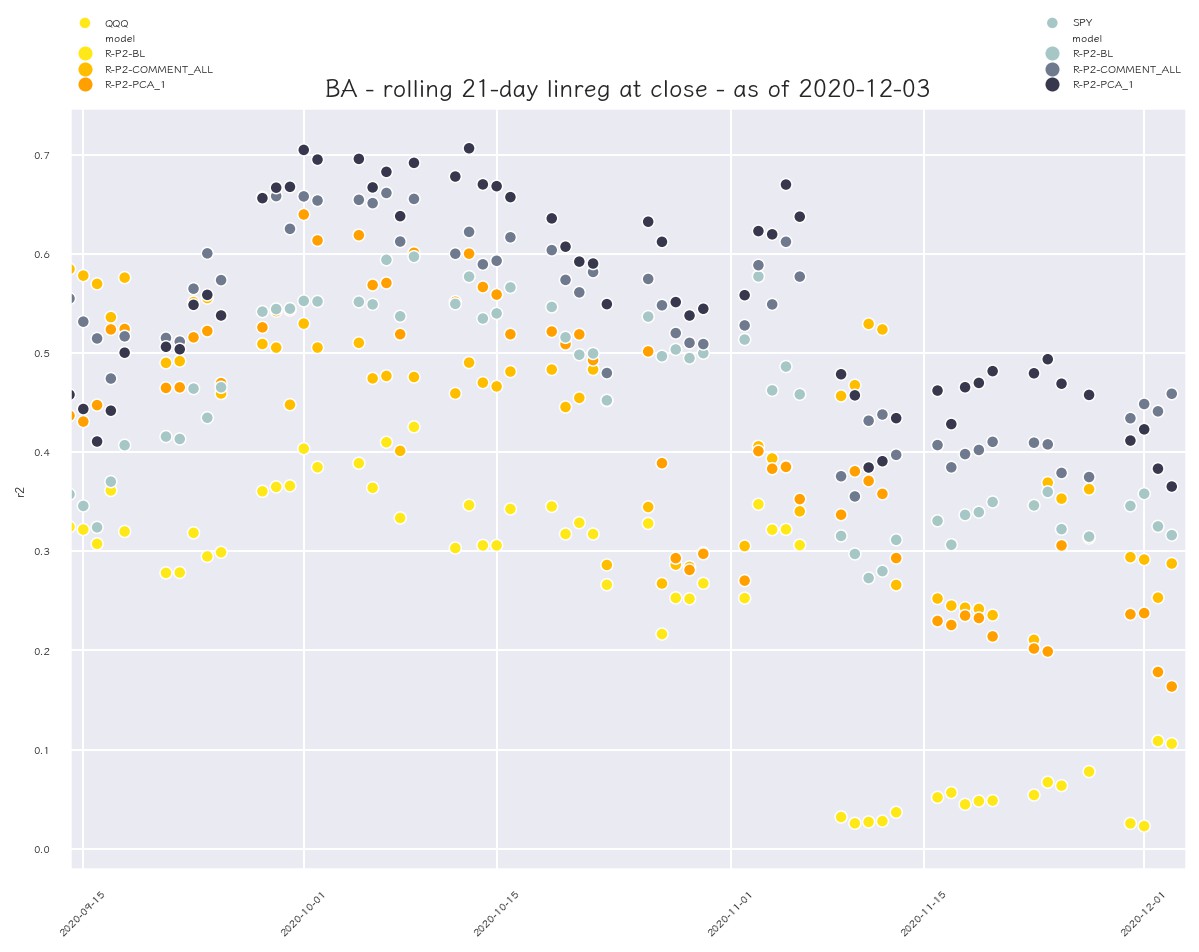 QQQ
model
R-P2-BL
R-P2-COMMENT_ALL
R-P2-PCA_1
SPY
model
R-P2-BL
R-P2-COMMENT_ALL
R-P2-PCA_1
BA - rolling 21-day linreg at close - as of 2020-12-03
0.7
0.6
0.5
0.4
0.3
0.2
0.1
0.0
r2
2020-09-15
2020-10-01
2020-10-15
2020-11-01
2020-11-15
2020-12-01